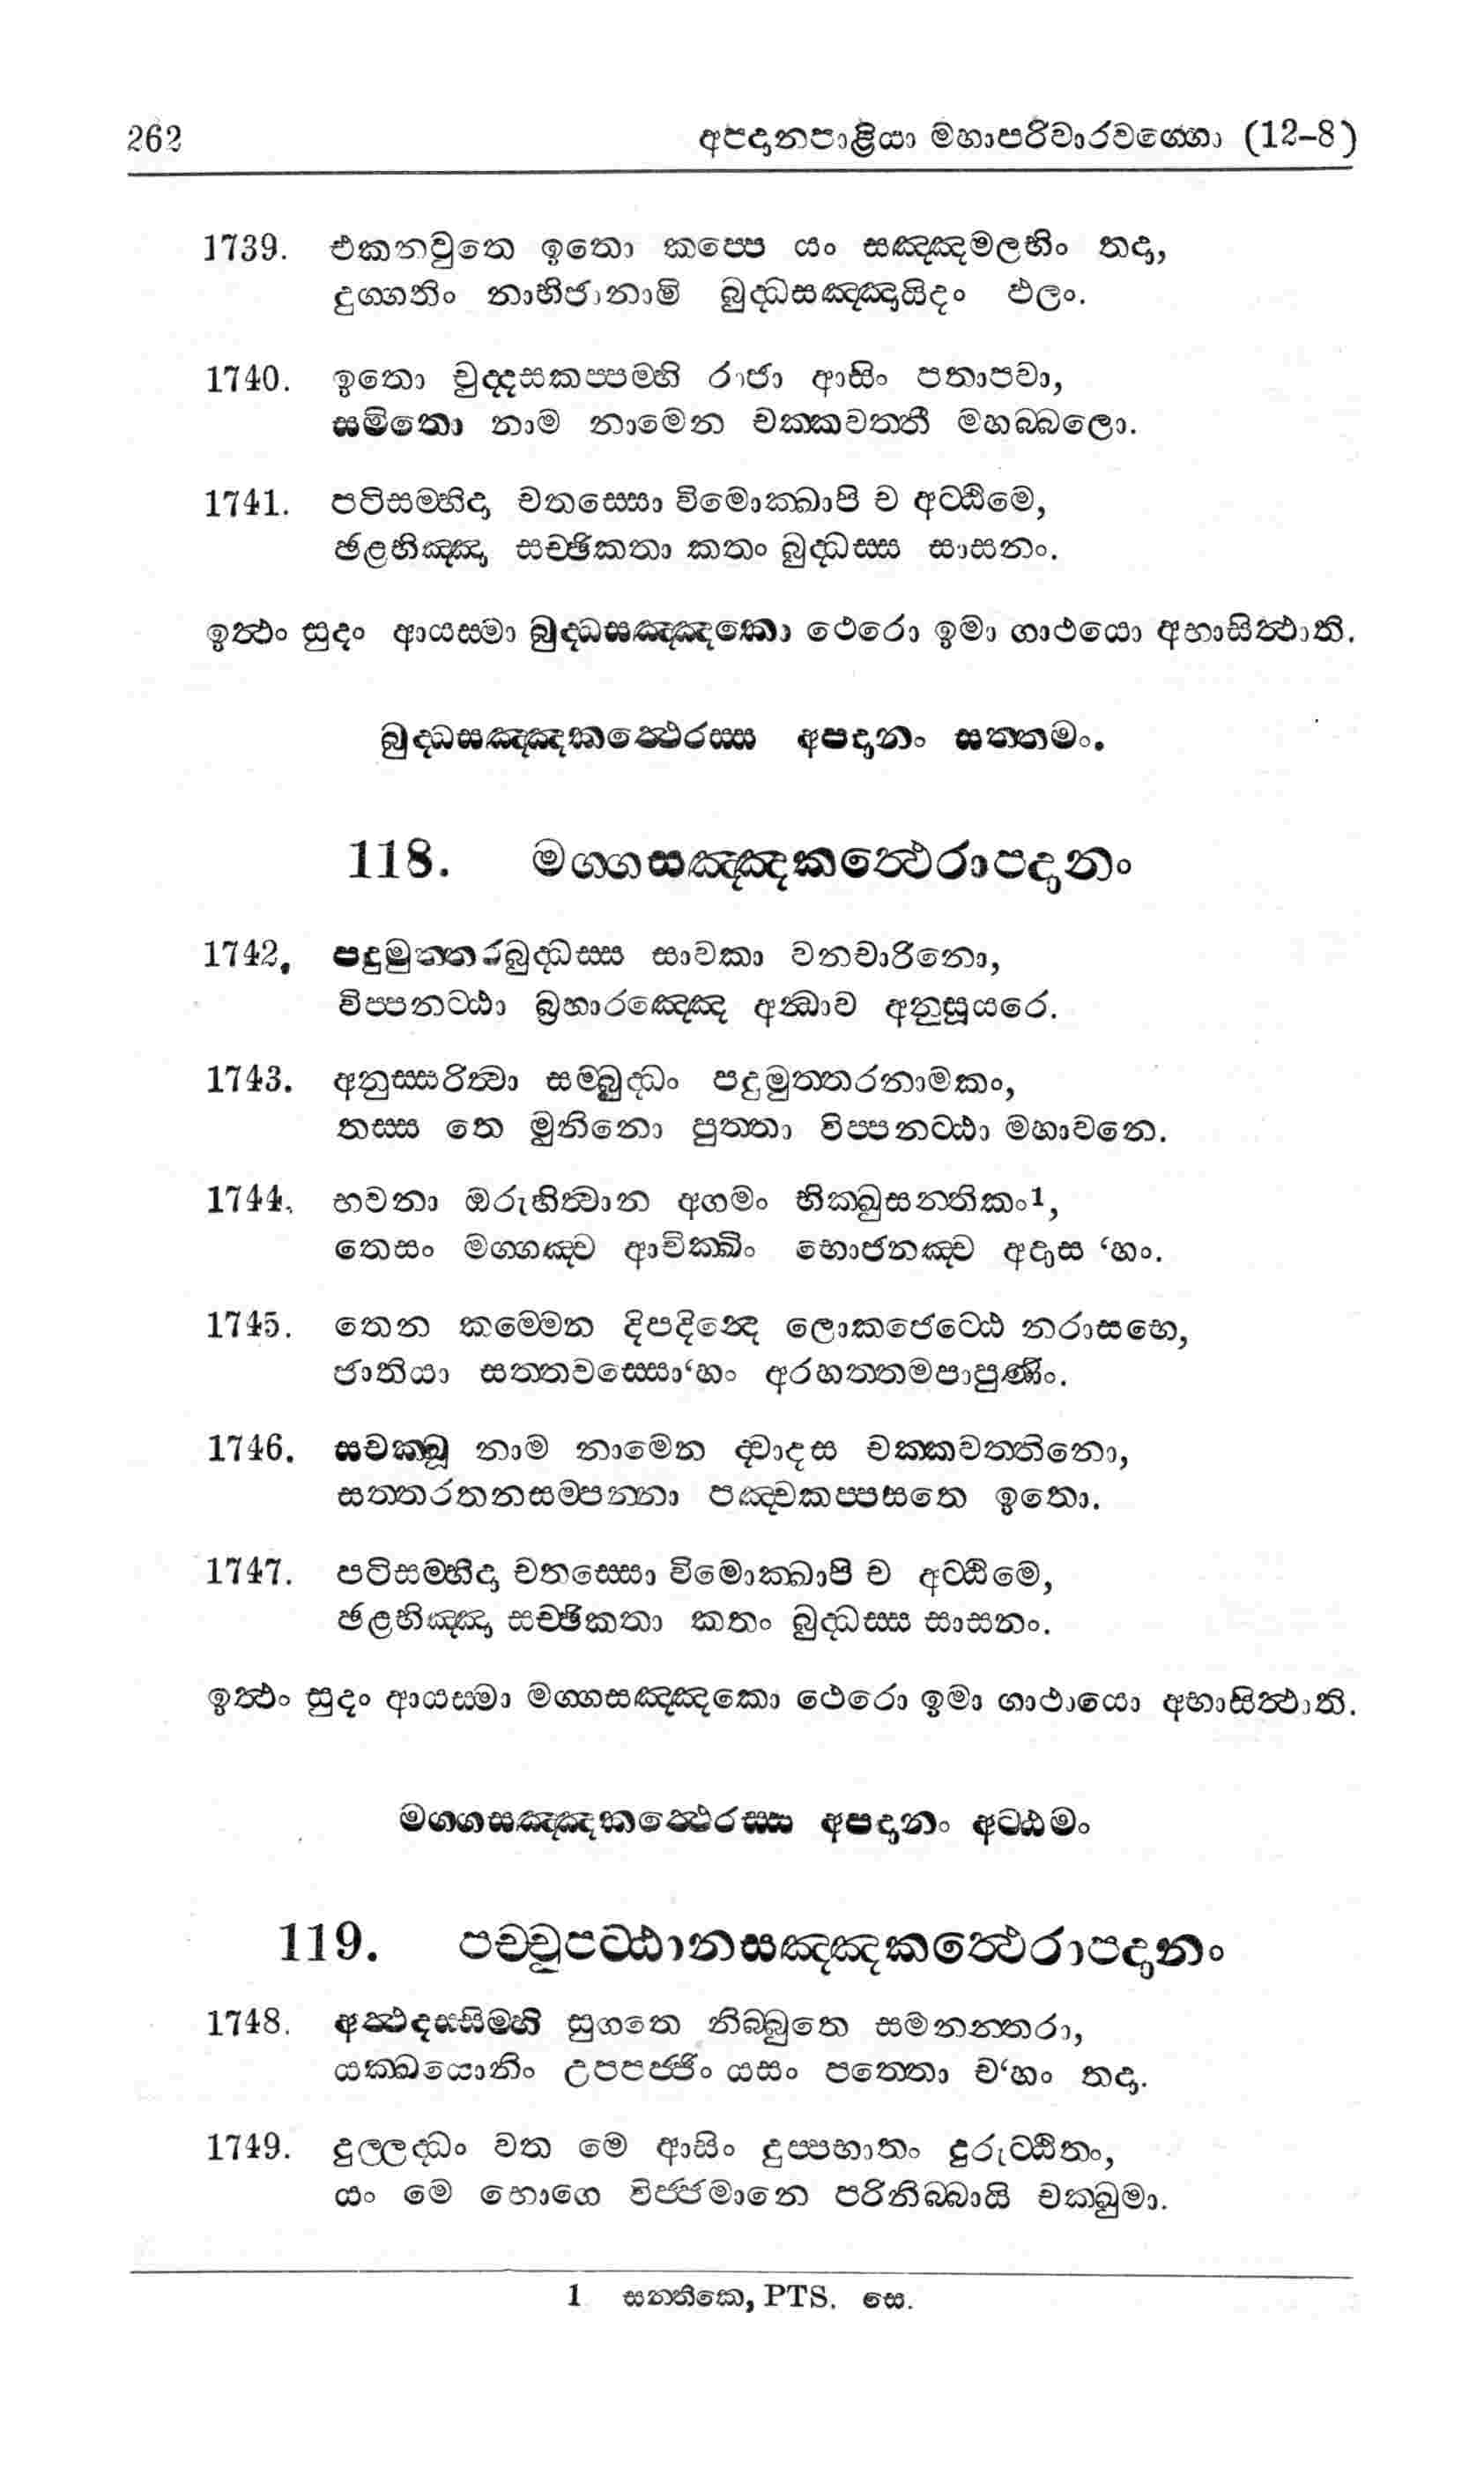 262 අපදානපාළියා මහාපරිවාරවග්ගො (12–8)
1739. එකනවුතෙ ඉතො කප්පෙ යං සඤ්ඤමලභිං තදා,
දුග්ගතිං නාභිජානාමි බුද්ධසඤ්ඤායිදං ඵලං.
1740. ඉතො චුද්දසකප්පම්හි රාජා ආසිං පතාපවා,
සමිතො නාම නාමෙන චක්කවත්තී මහබ්බලො.
1741. පටිසම්භිදා චතස්සො විමොක්ඛාපි ච අට්ඨිමෙ,
ඡළභිඤ්ඤා සච්ඡිකතා කතං බුද්ධස්ස සාසනං.
ඉත්ථං සුදං ආයස්මා බුද්ධසඤ්ඤකො ථෙරො ඉමා ගාථයො අභාසිත්ථාති.
බුද්ධසඤ්ඤකත්ථෙරස්ස අපදානං සත්තමං.
118. මග්ගසඤ්ඤකත්ථෙරාපදානං
1742. පදුමුත්තරබුද්ධස්ස සාවකා වනචාරිනො,
විප්පනට්ඨා බ්‍රහාරඤ්ඤෙ අන්ධාව අනුසූයරෙ.
1743. අනුස්සරිත්වා සම්බුද්ධං පදුමුත්තරනාමකං,
තස්ස තෙ මුනිනො පුත්තා විප්පනට්ඨා මහාවනෙ.
1744. භවනා ඔරුහිත්වාන අගමං භික්ඛුසන්තිකං1,
තෙසං මග්ගඤ්ච ආචික්ඛිං භොජනඤ්ච අදාස ‘හං.
1745. තෙන කම්මෙන දිපදින්දෙ ලොකජෙට්ඨෙ නරාසභෙ,
ජාතියා සත්තවස්සො‘හං අරහත්තමපාපුණිං.
1746. සචක්ඛූ නාම නාමෙන ද්වාදස චක්කවත්තිනො,
සත්තරතනසම්පන්නා පඤ්චකප්පසතෙ ඉතො.
1747. පටිසම්භිදා චතස්සො විමොක්ඛාපි ච අට්ඨිමෙ,
ඡළභිඤ්ඤා සච්ඡිකතා කතං බුද්ධස්ස සාසනං.
ඉත්ථං සුදං ආයස්මා මග්ගසඤ්ඤකො ථෙරො ඉමා ගාථායො අභාසිත්ථාති.
මග්ගසඤ්ඤකත්ථෙරස්ස අපදානං අට්ඨමං
119. පච්චුපට්ඨානසඤ්ඤකත්ථෙරාපදානං
1748. අත්ථදස්සිම්හි සුගතෙ නිබ්බුතෙ සමනන්තරා,
යක්ඛයොනිං උපපජ්ජිං යසං පත්තො ච‘හං තදා.
1749. දුල්ලද්ධං වත මෙ ආසිං දුප්පභාතං දුරුට්ඨිතං,
යං මෙ භොගෙ විජ්ජමානෙ පරිනිබ්බායි චක්ඛුමා.
1 සන්තිකෙ, PTS. සෙ.